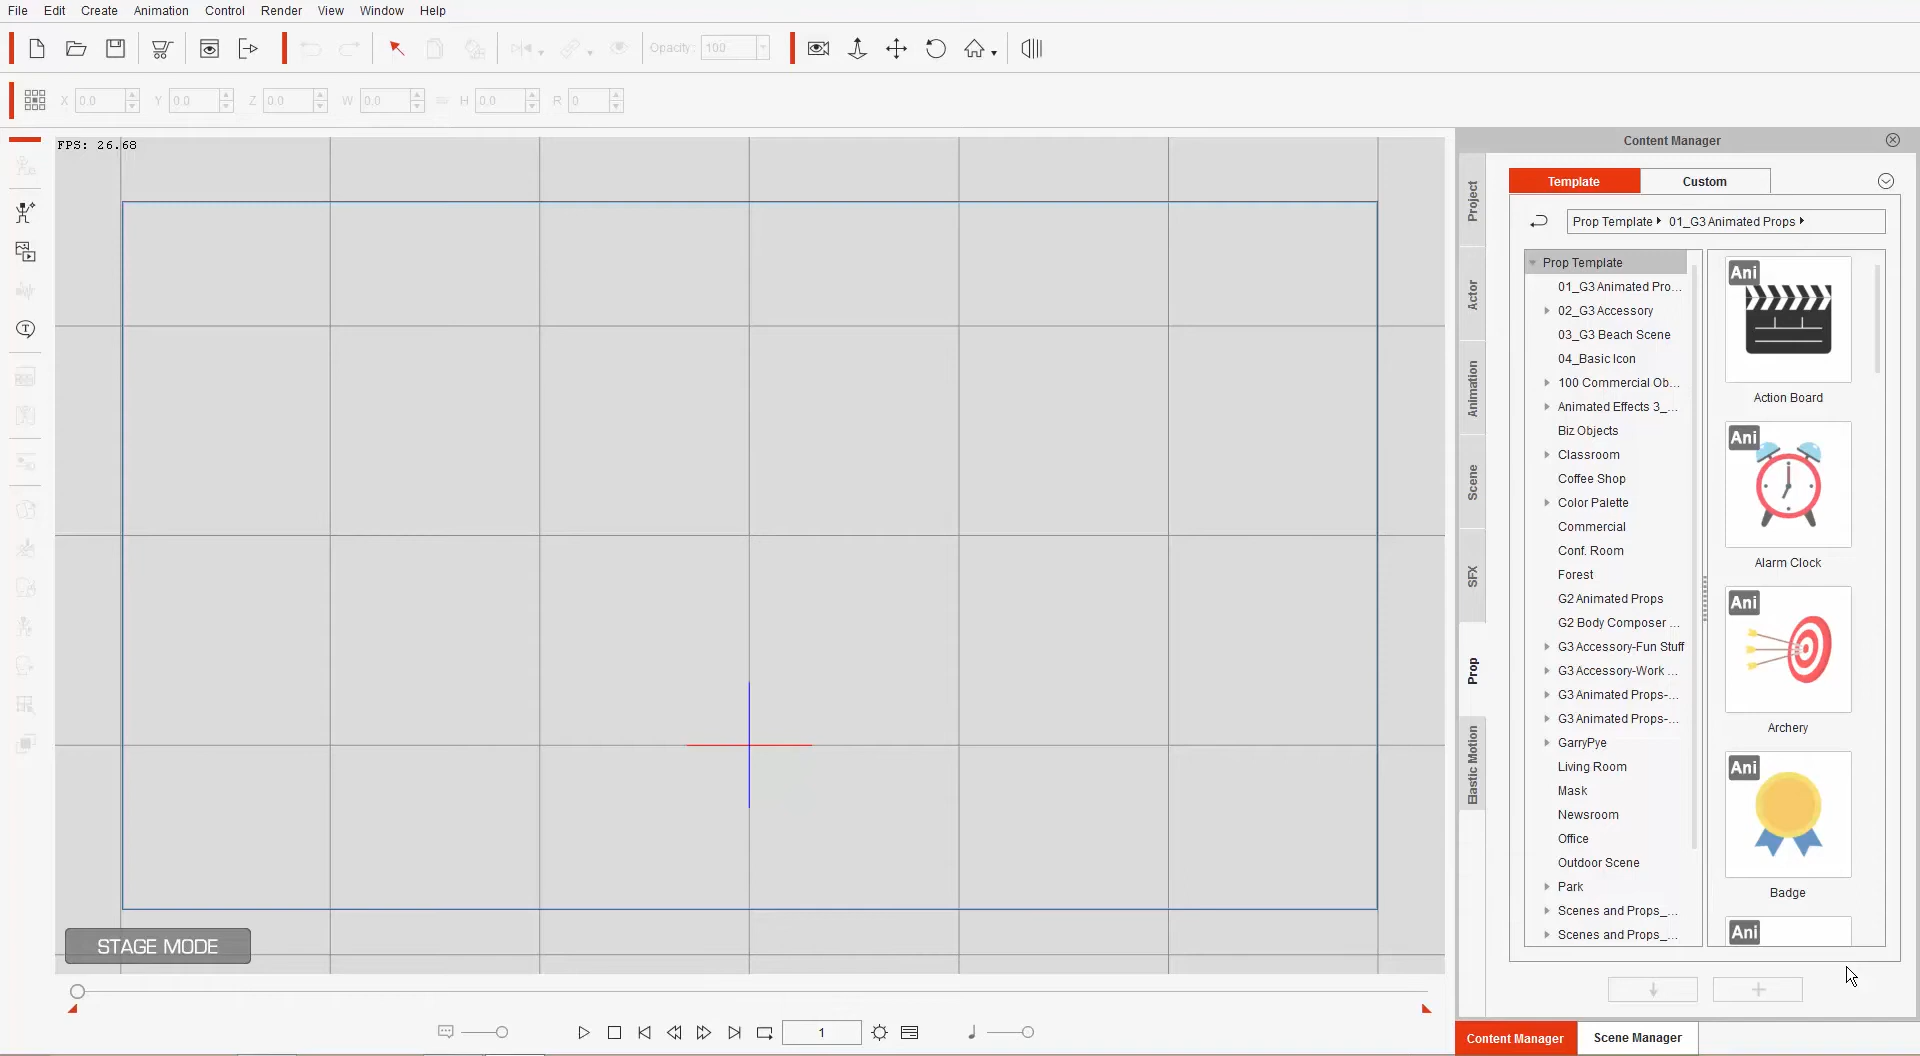 File Edit Create Animation Control Render View Window Help
Opacity: 100
X 0.0 Y 0.0 Z 0.0 W 0.0 H 0.0 R 0
FPS: 26.68
STAGE MODE
1
Content Manager
Project
Actor
Animation
Scene
SFX
Prop
Elastic Motion
Template Custom
Prop Template 01_G3 Animated Props
Prop Template
01_G3 Animated Pro...
02_G3 Accessory
03_G3 Beach Scene
04_Basic Icon
100 Commercial Ob...
Animated Effects 3_...
Biz Objects
Classroom
Coffee Shop
Color Palette
Commercial
Conf. Room
Forest
G2 Animated Props
G2 Body Composer ...
G3 Accessory-Fun Stuff
G3 Accessory-Work ...
G3 Animated Props-...
G3 Animated Props-...
GarryPye
Living Room
Mask
Newsroom
Office
Outdoor Scene
Park
Scenes and Props_...
Scenes and Props_...
Ani
Action Board
Ani
Alarm Clock
Ani
Archery
Ani
Badge
Ani
Content Manager Scene Manager